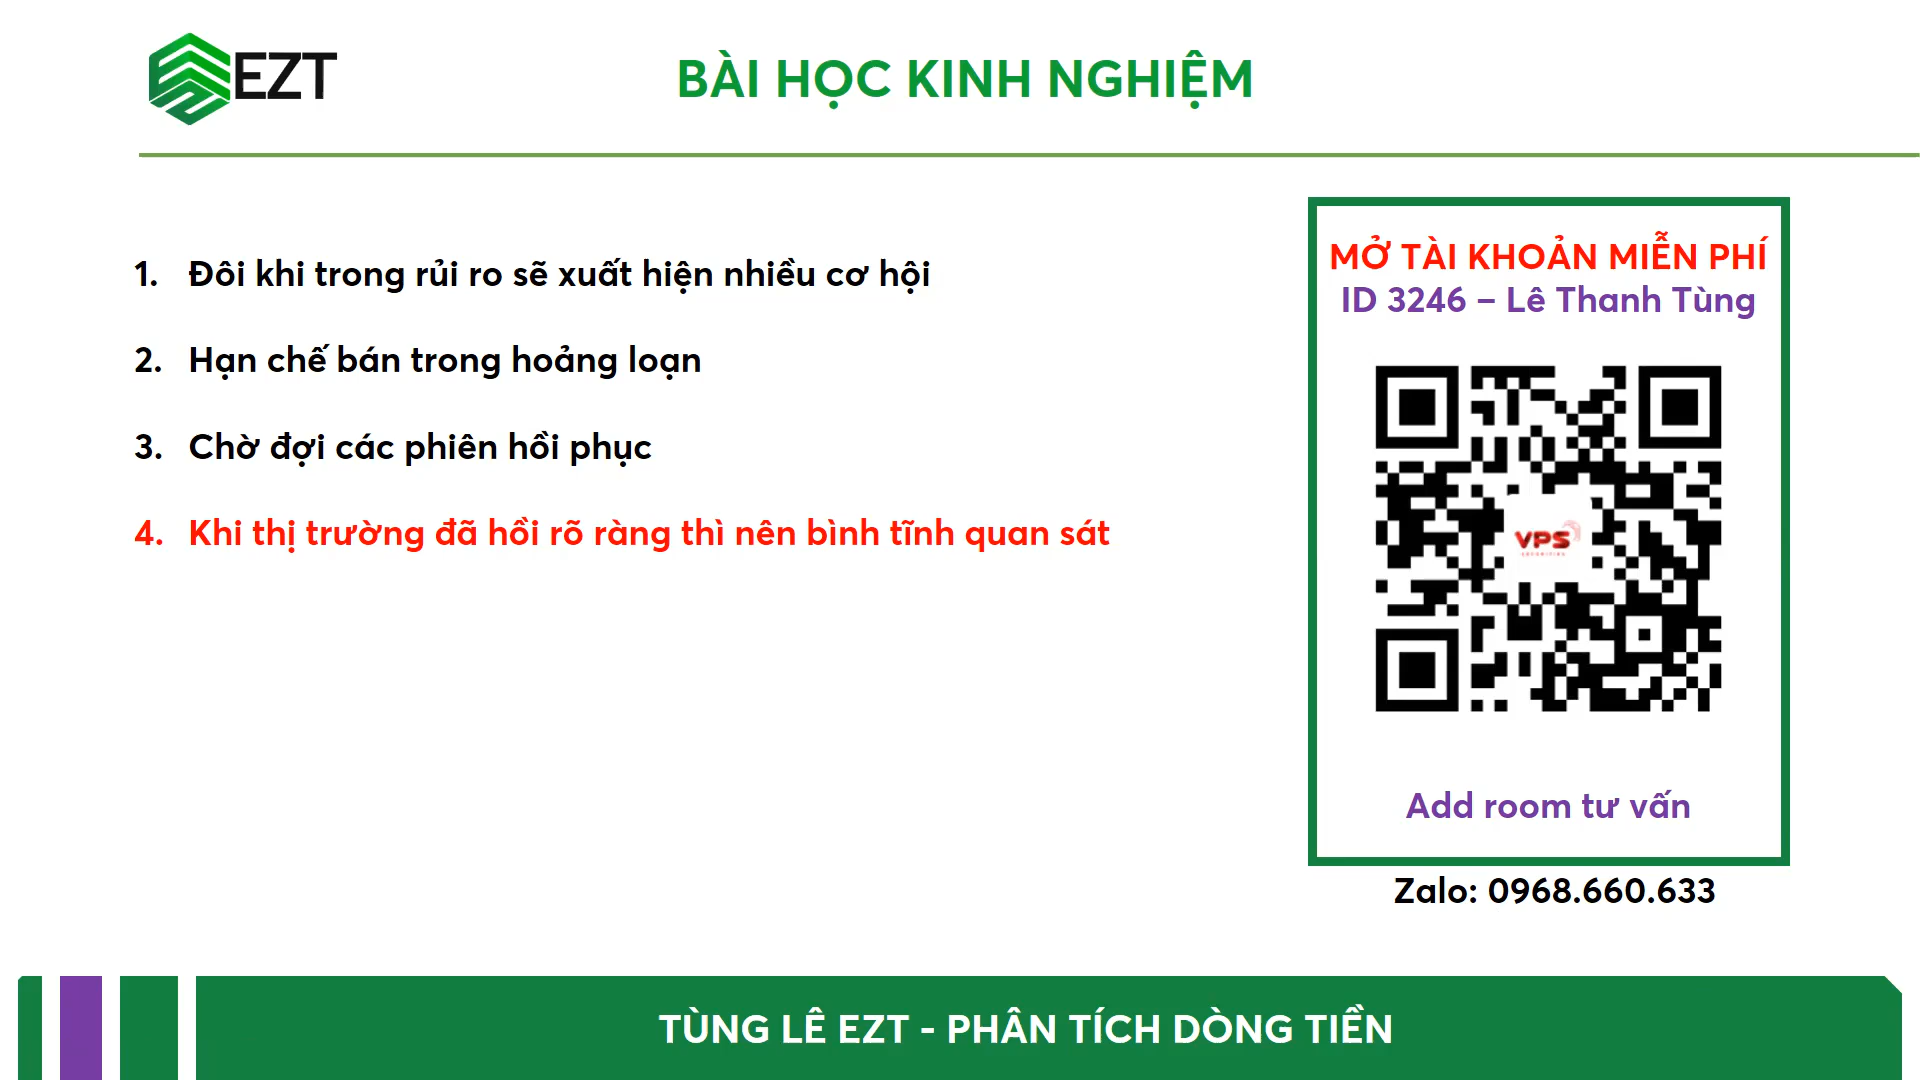 EZT
BÀI HỌC KINH NGHIỆM
1. Đôi khi trong rủi ro sẽ xuất hiện nhiều cơ hội
2. Hạn chế bán trong hoảng loạn
3. Chờ đợi các phiên hồi phục
4. Khi thị trường đã hồi rõ ràng thì nên bình tĩnh quan sát
MỞ TÀI KHOẢN MIỄN PHÍ
ID 3246 – Lê Thanh Tùng
VPS
Add room tư vấn
Zalo: 0968.660.633
TÙNG LÊ EZT - PHÂN TÍCH DÒNG TIỀN